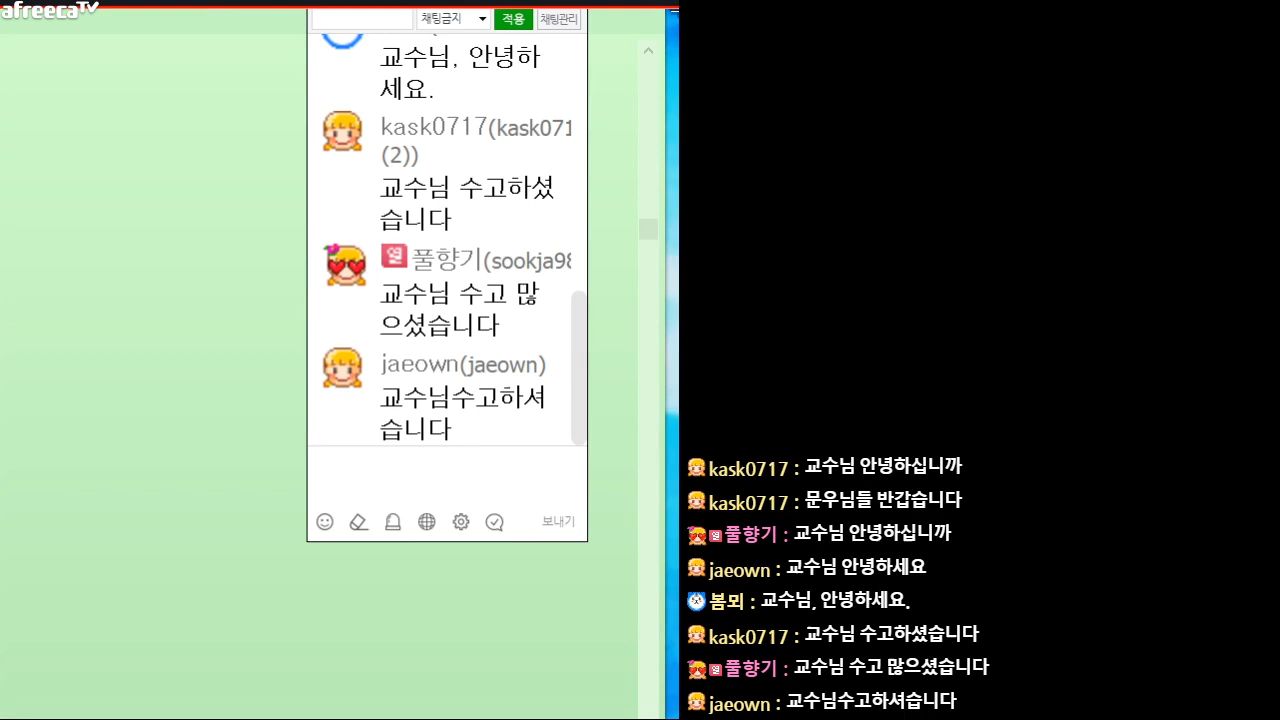 afreecaTV
채팅금지
적용
채팅관리
교수님, 안녕하
세요.
kask0717(kask071
(2))
교수님 수고하셨
습니다
열 풀향기(sookja98
교수님 수고 많
으셨습니다
jaeown(jaeown)
교수님수고하셔
습니다
보내기
kask0717 : 교수님 안녕하십니까
kask0717 : 문우님들 반갑습니다
열 풀향기 : 교수님 안녕하십니까
jaeown : 교수님 안녕하세요
봄뫼 : 교수님, 안녕하세요.
kask0717 : 교수님 수고하셨습니다
열 풀향기 : 교수님 수고 많으셨습니다
jaeown : 교수님수고하셔습니다